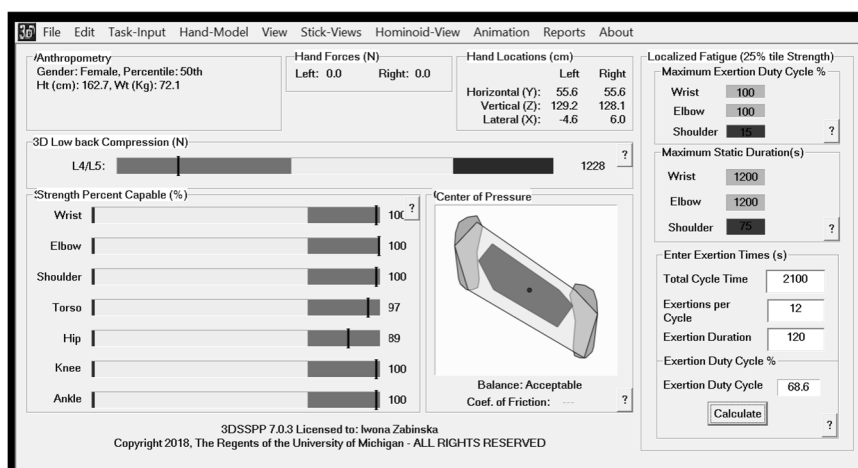 3D File Edit Task-Input Hand-Model View Stick-Views Hominoid-View Animation Reports About
Anthropometry
Gender: Female, Percentile: 50th
Ht (cm): 162.7, Wt (Kg): 72.1
Hand Forces (N)
Left: 0.0 Right: 0.0
Hand Locations (cm)
Left Right
Horizontal (Y): 55.6 55.6
Vertical (Z): 129.2 128.1
Lateral (X): -4.6 6.0
3D Low back Compression (N)
L4/L5: 1228 ?
Strength Percent Capable (%)
Wrist 100 ?
Elbow 100
Shoulder 100
Torso 97
Hip 89
Knee 100
Ankle 100
Center of Pressure
Balance: Acceptable
Coef. of Friction: --- ?
Localized Fatigue (25% tile Strength)
Maximum Exertion Duty Cycle %
Wrist 100
Elbow 100
Shoulder 15 ?
Maximum Static Duration(s)
Wrist 1200
Elbow 1200
Shoulder 75 ?
Enter Exertion Times (s)
Total Cycle Time 2100
Exertions per
Cycle 12
Exertion Duration 120
Exertion Duty Cycle %
Exertion Duty Cycle 68.6
Calculate
?
3DSSPP 7.0.3 Licensed to: Iwona Zabinska
Copyright 2018, The Regents of the University of Michigan - ALL RIGHTS RESERVED